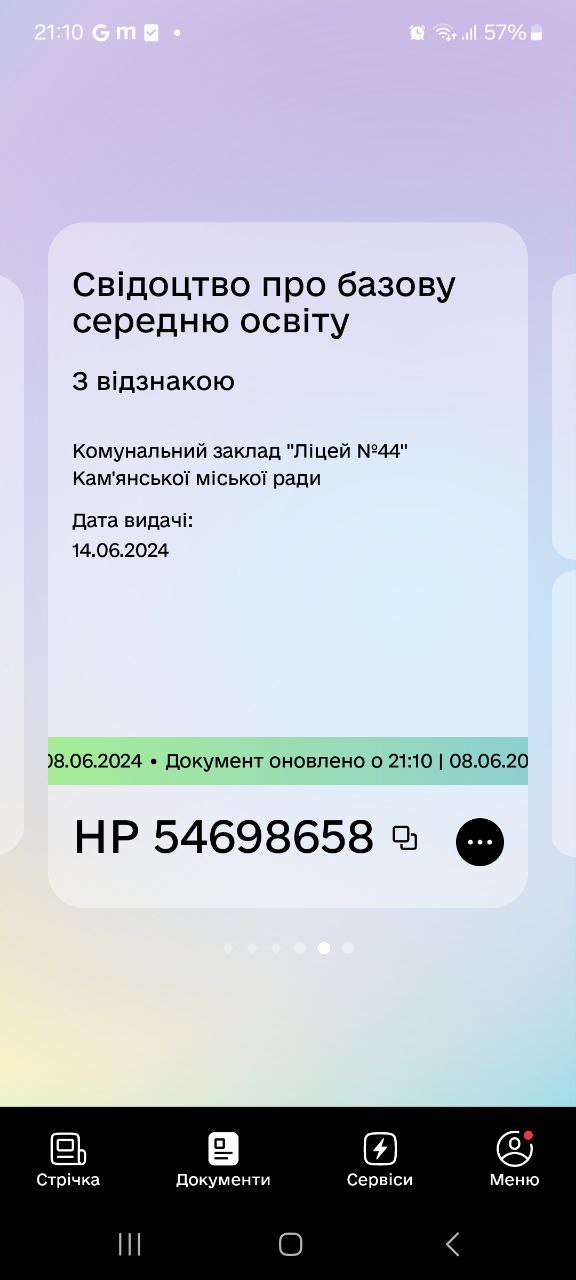 21:10 G m 57%
Свідоцтво про базову
середню освіту
З відзнакою
Комунальний заклад "Ліцей №44"
Кам'янської міської ради
Дата видачі:
14.06.2024
08.06.2024 • Документ оновлено о 21:10 | 08.06.20
НР 54698658
Стрічка Документи Сервіси Меню